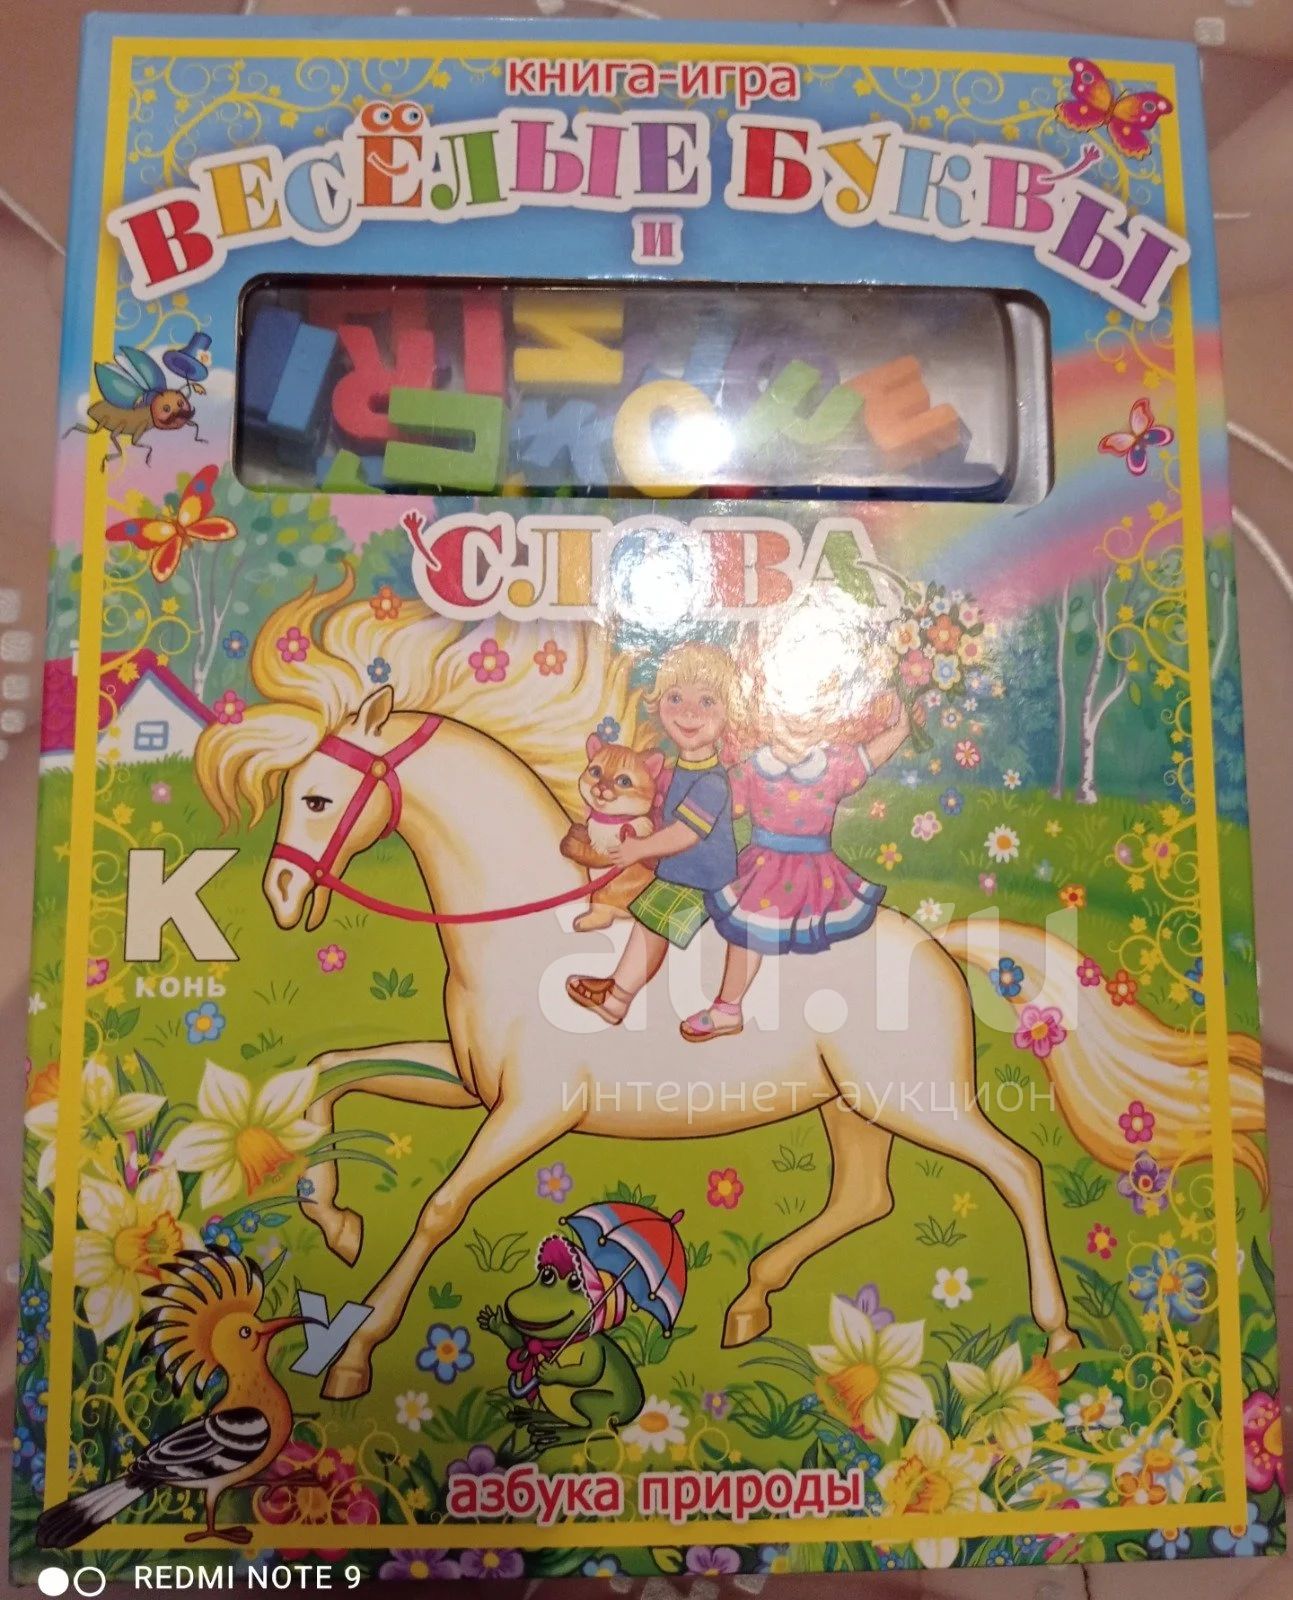 книга-игра
ВЕСЁЛЫЕ БУКВЫ
И
СЛОВА
К
КОНЬ
au.ru
интернет-аукцион
У
азбука природы
REDMI NOTE 9